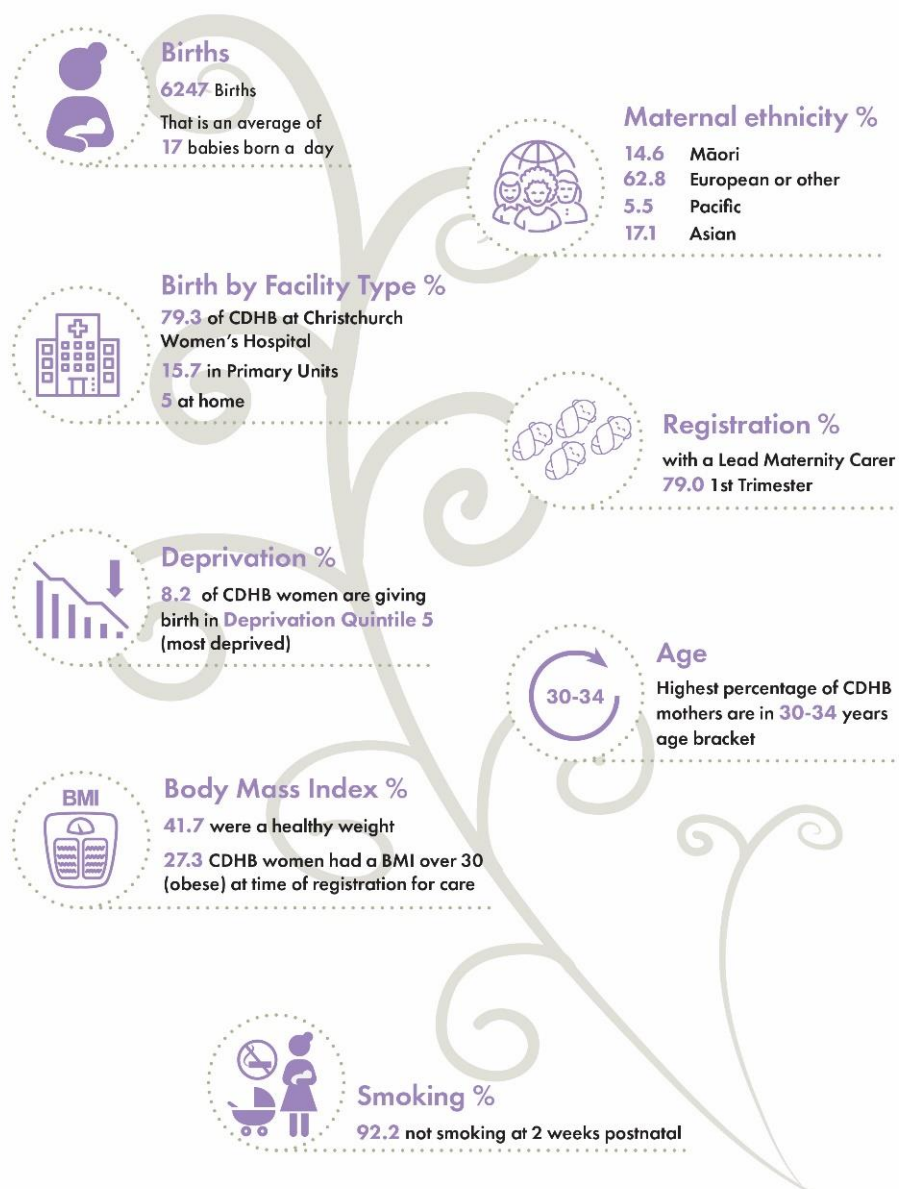 Births
6247 Births
That is an average of
17 babies born a day
Maternal ethnicity %
14.6 Māori
62.8 European or other
5.5 Pacific
17.1 Asian
Birth by Facility Type %
79.3 of CDHB at Christchurch
Women's Hospital
15.7 in Primary Units
5 at home
Registration %
with a Lead Maternity Carer
79.0 1st Trimester
Deprivation %
8.2 of CDHB women are giving
birth in Deprivation Quintile 5
(most deprived)
30-34
Age
Highest percentage of CDHB
mothers are in 30-34 years
age bracket
BMI
Body Mass Index %
41.7 were a healthy weight
27.3 CDHB women had a BMI over 30
(obese) at time of registration for care
Smoking %
92.2 not smoking at 2 weeks postnatal